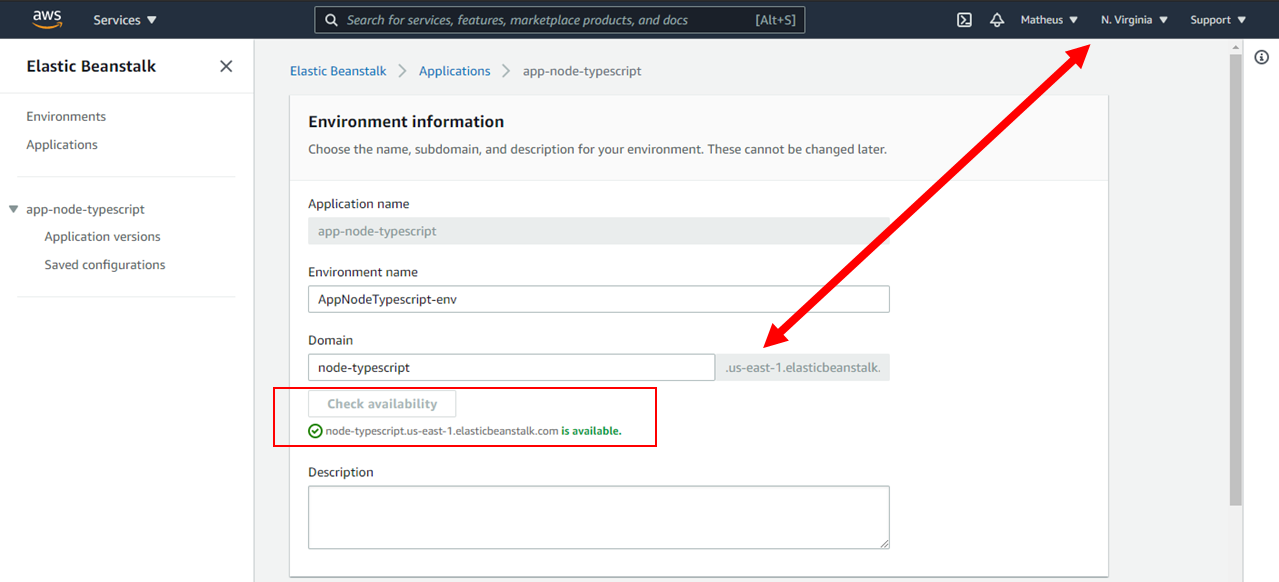 aws Services Search for services, features, marketplace products, and docs [Alt+S] Matheus N. Virginia Support
Elastic Beanstalk
Environments
Applications
app-node-typescript
Application versions
Saved configurations
Elastic Beanstalk Applications app-node-typescript
Environment information
Choose the name, subdomain, and description for your environment. These cannot be changed later.
Application name
app-node-typescript
Environment name
AppNodeTypescript-env
Domain
node-typescript .us-east-1.elasticbeanstalk.
Check availability
node-typescript.us-east-1.elasticbeanstalk.com is available.
Description